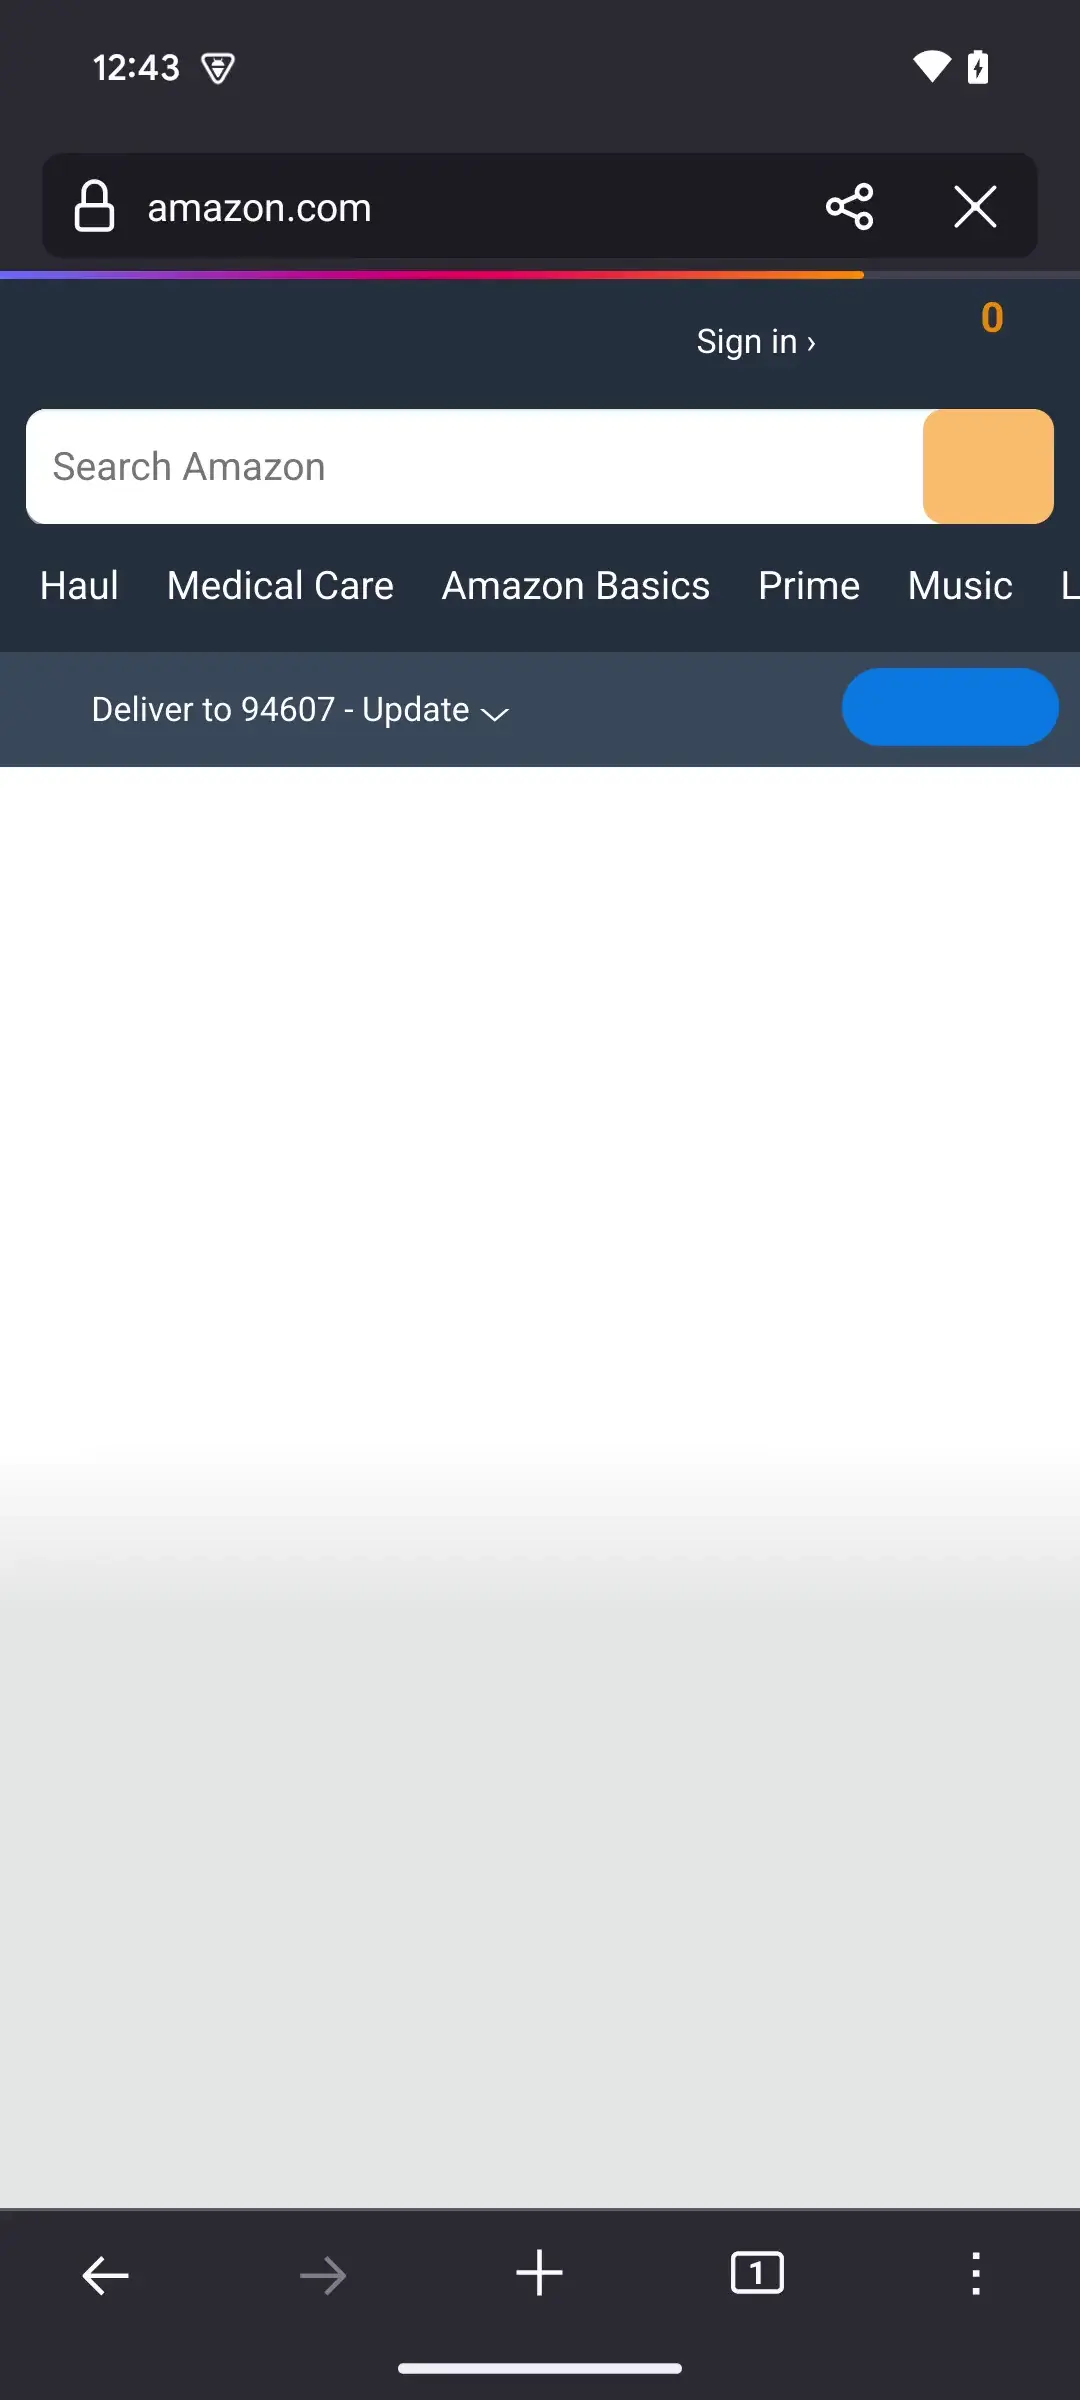 12:43
amazon.com
Sign in ›
0
Search Amazon
Haul Medical Care Amazon Basics Prime Music L
Deliver to 94607 - Update
1